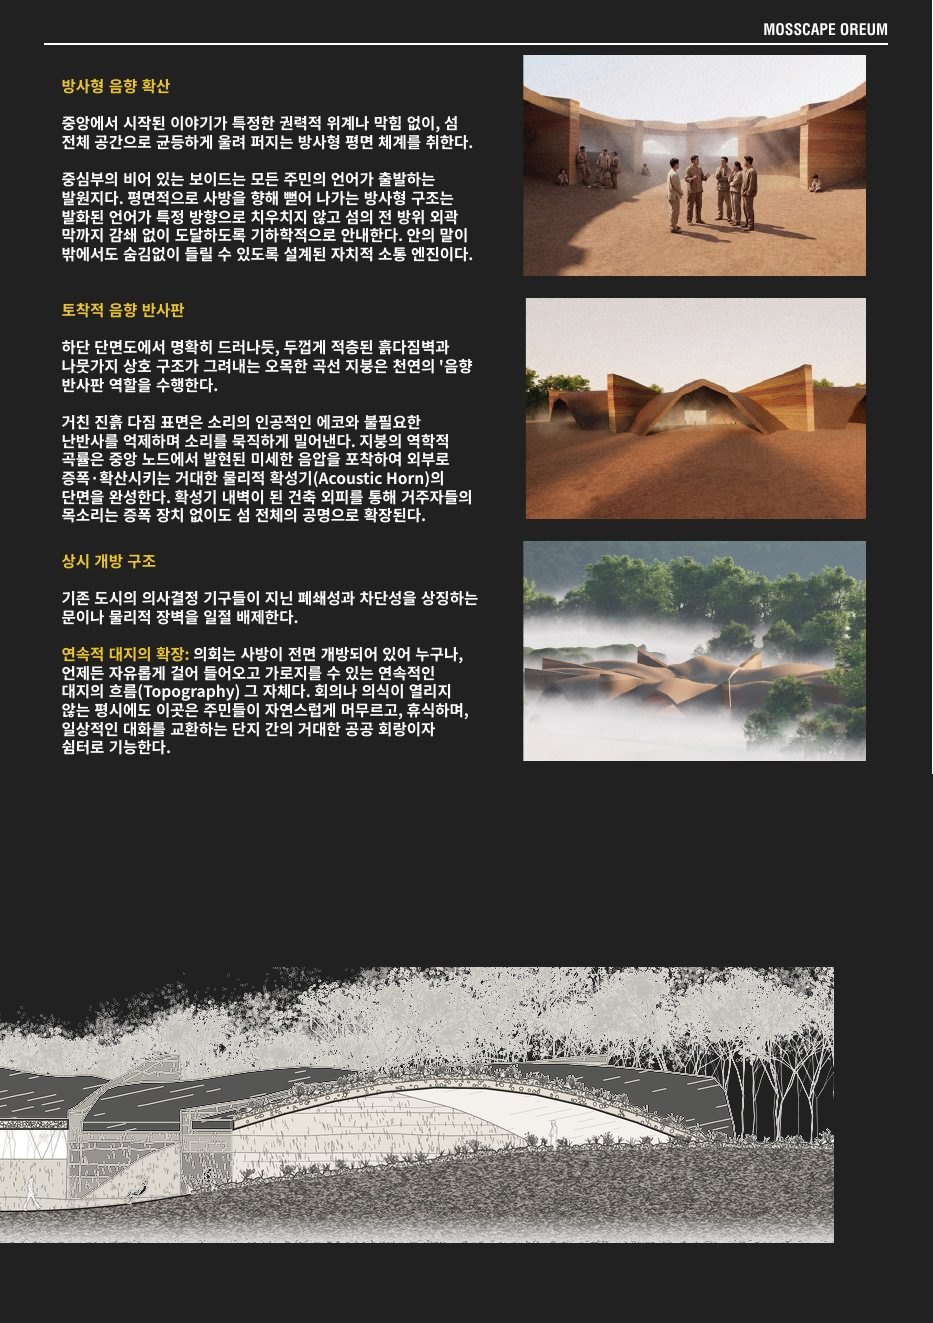 MOSSCAPE OREUM
방사형 음향 확산
중앙에서 시작된 이야기가 특정한 권력적 위계나 막힘 없이, 섬
전체 공간으로 균등하게 울려 퍼지는 방사형 평면 체계를 취한다.
중심부의 비어 있는 보이드는 모든 주민의 언어가 출발하는
발원지다. 평면적으로 사방을 향해 뻗어 나가는 방사형 구조는
발화된 언어가 특정 방향으로 치우치지 않고 섬의 전 방위 외곽
막까지 감쇄 없이 도달하도록 기하학적으로 안내한다. 안의 말이
밖에서도 숨김없이 들릴 수 있도록 설계된 자치적 소통 엔진이다.
토착적 음향 반사판
하단 단면도에서 명확히 드러나듯, 두껍게 적층된 흙다짐벽과
나뭇가지 상호 구조가 그려내는 오목한 곡선 지붕은 천연의 '음향
반사판 역할을 수행한다.
거친 진흙 다짐 표면은 소리의 인공적인 에코와 불필요한
난반사를 억제하며 소리를 묵직하게 밀어낸다. 지붕의 역학적
곡률은 중앙 노드에서 발현된 미세한 음압을 포착하여 외부로
증폭·확산시키는 거대한 물리적 확성기(Acoustic Horn)의
단면을 완성한다. 확성기 내벽이 된 건축 외피를 통해 거주자들의
목소리는 증폭 장치 없이도 섬 전체의 공명으로 확장된다.
상시 개방 구조
기존 도시의 의사결정 기구들이 지닌 폐쇄성과 차단성을 상징하는
문이나 물리적 장벽을 일절 배제한다.
연속적 대지의 확장: 의회는 사방이 전면 개방되어 있어 누구나,
언제든 자유롭게 걸어 들어오고 가로지를 수 있는 연속적인
대지의 흐름(Topography) 그 자체다. 회의나 의식이 열리지
않는 평시에도 이곳은 주민들이 자연스럽게 머무르고, 휴식하며,
일상적인 대화를 교환하는 단지 간의 거대한 공공 회랑이자
쉼터로 기능한다.